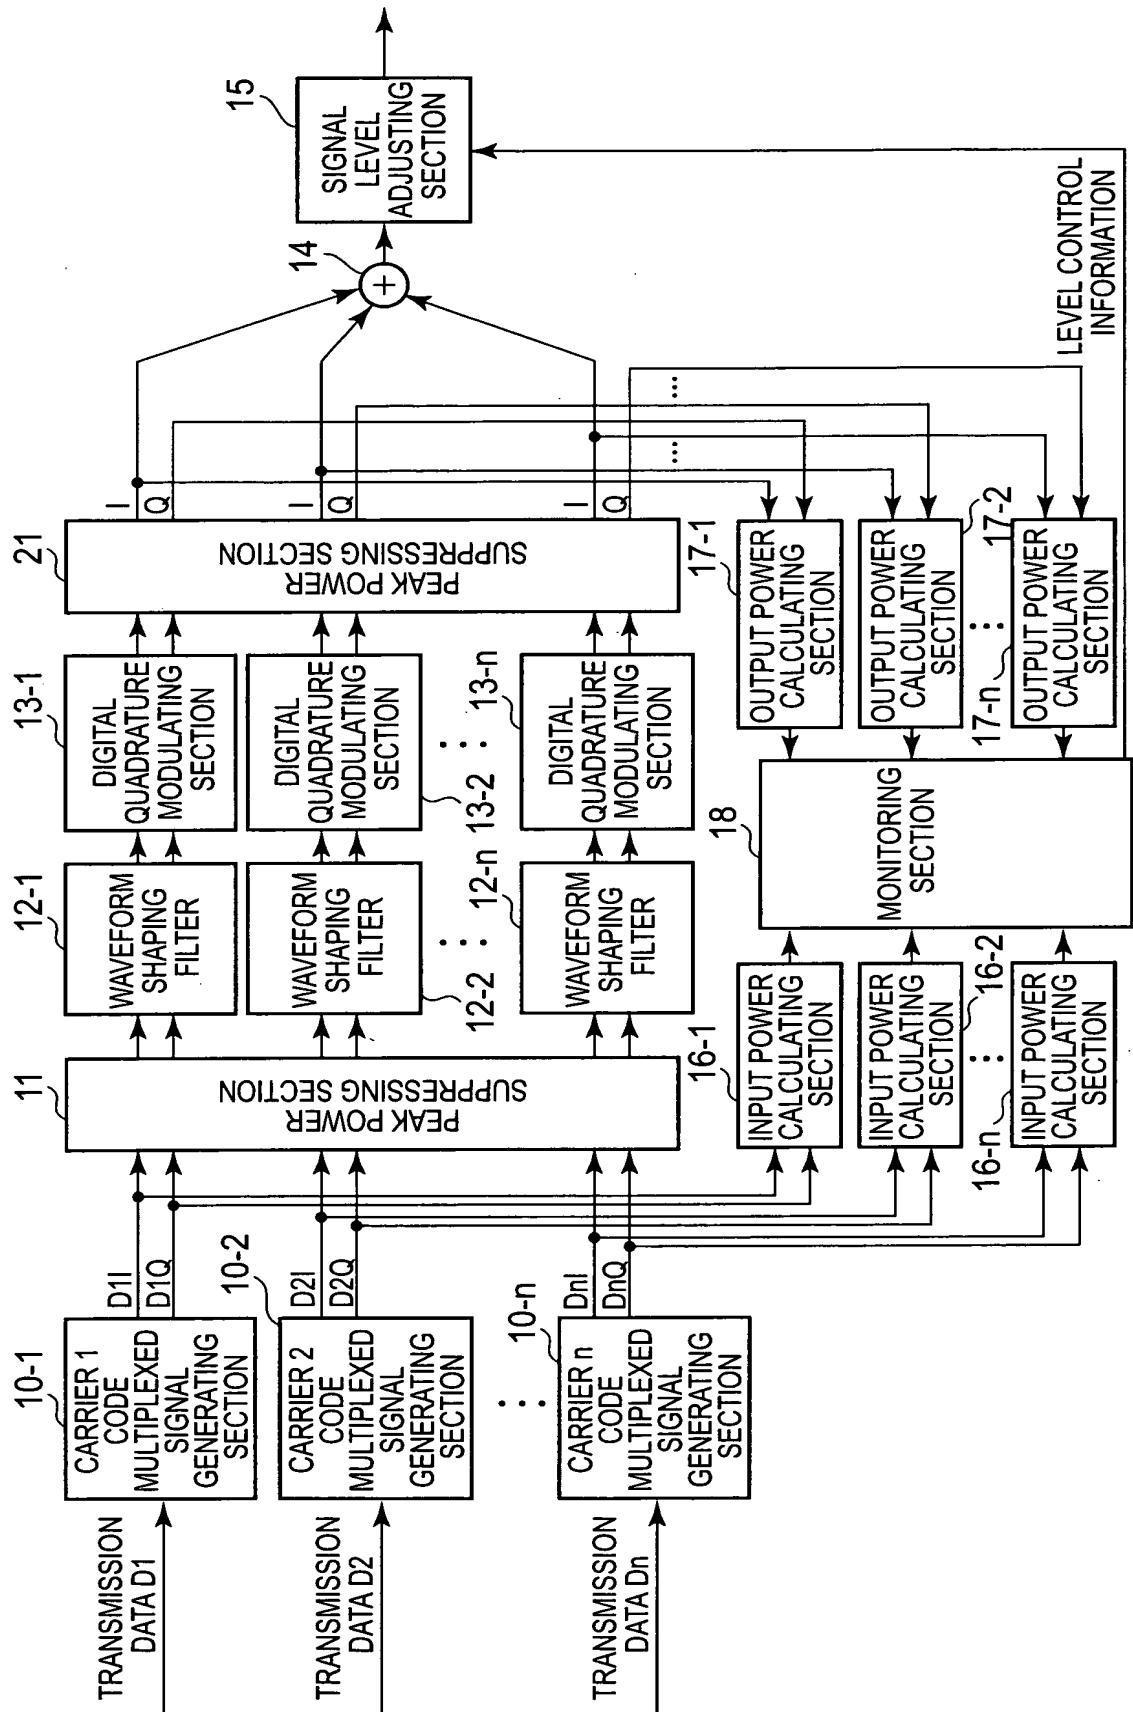 TRANSMISSION
DATA D1
10-1
CARRIER 1
CODE
MULTIPLEXED
SIGNAL
GENERATING
SECTION
D1I
D1Q
TRANSMISSION
DATA D2
10-2
CARRIER 2
CODE
MULTIPLEXED
SIGNAL
GENERATING
SECTION
D2I
D2Q
⋮
TRANSMISSION
DATA Dn
10-n
CARRIER n
CODE
MULTIPLEXED
SIGNAL
GENERATING
SECTION
DnI
DnQ
11
PEAK POWER
SUPPRESSING SECTION
12-1
WAVEFORM
SHAPING
FILTER
12-2
WAVEFORM
SHAPING
FILTER
⋮
12-n
WAVEFORM
SHAPING
FILTER
13-1
DIGITAL
QUADRATURE
MODULATING
SECTION
13-2
DIGITAL
QUADRATURE
MODULATING
SECTION
⋮
13-n
DIGITAL
QUADRATURE
MODULATING
SECTION
21
PEAK POWER
SUPPRESSING SECTION
I
Q
I
Q
I
Q
14
+
15
SIGNAL
LEVEL
ADJUSTING
SECTION
...
...
16-1
INPUT POWER
CALCULATING
SECTION
16-2
INPUT POWER
CALCULATING
SECTION
⋮
16-n
INPUT POWER
CALCULATING
SECTION
18
MONITORING
SECTION
17-1
OUTPUT POWER
CALCULATING
SECTION
17-2
OUTPUT POWER
CALCULATING
SECTION
⋮
17-n
17-2
OUTPUT POWER
CALCULATING
SECTION
LEVEL CONTROL
INFORMATION